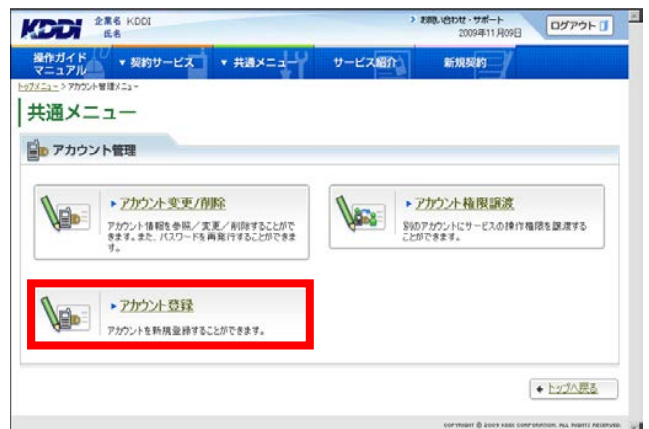 KDDI
企業名 KDDI
氏名
お問い合わせ・サポート
2009年11月09日
ログアウト
操作ガイド
マニュアル
▼ 契約サービス
▼ 共通メニュー
サービス紹介
新規契約
トップメニュー > アカウント管理メニュー
共通メニュー
アカウント管理
アカウント変更/削除
アカウント情報を参照／変更／削除することがで
きます。また、パスワードを再発行することができま
す。
アカウント権限譲渡
別のアカウントにサービスの操作権限を譲渡する
ことができます。
アカウント登録
アカウントを新規登録することができます。
トップへ戻る
COPYRIGHT © 2009 KDDI CORPORATION, ALL RIGHTS RESERVED.